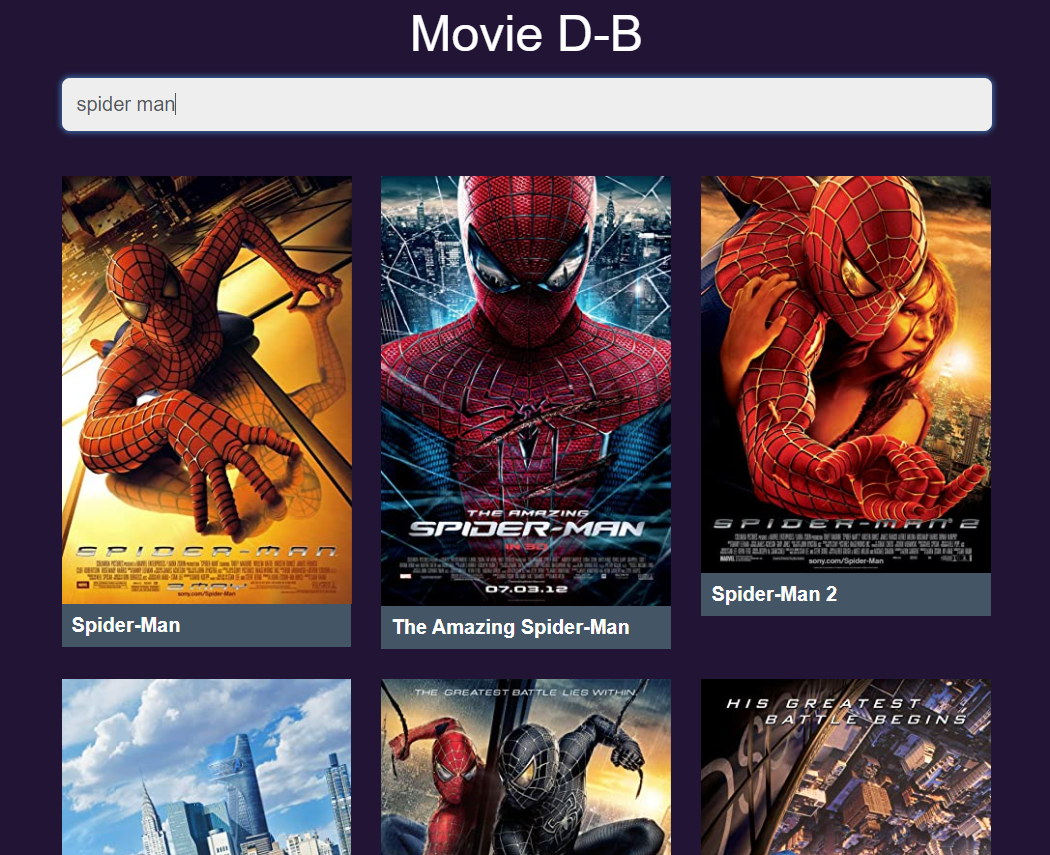 Movie D-B
spider man
SPIDER-MAN
sony.com/Spider-Man
Spider-Man
THE AMAZING
SPIDER-MAN
IN 3D
07.03.12
The Amazing Spider-Man
SPIDER-MAN 2
sony.com/Spider-Man
Spider-Man 2
THE GREATEST BATTLE LIES WITHIN.
HIS GREATEST
BATTLE BEGINS